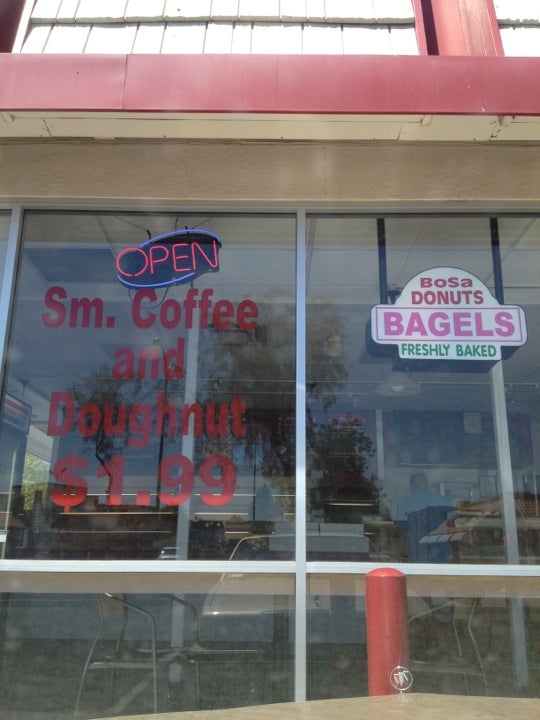 OPEN
Sm. Coffee
and
Doughnut
$1.99
BoSa
DONUTS
BAGELS
FRESHLY BAKED